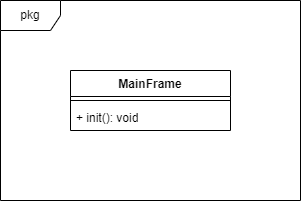 pkg
MainFrame
+ init(): void